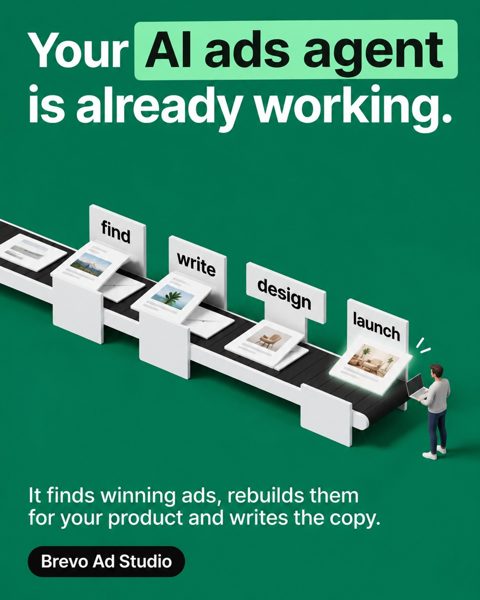 Your AI ads agent
is already working.
find
write
design
launch
It finds winning ads, rebuilds them
for your product and writes the copy.
Brevo Ad Studio